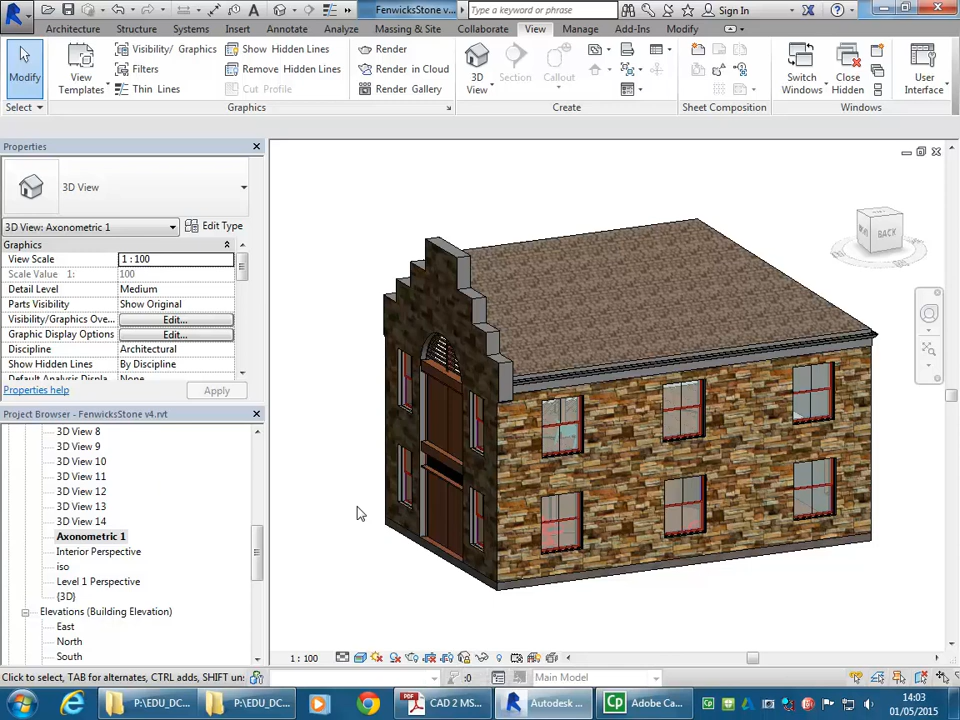 FenwicksStone v...
Type a keyword or phrase
Sign In
Architecture
Structure
Systems
Insert
Annotate
Analyze
Massing & Site
Collaborate
View
Manage
Add-Ins
Modify
Modify
View
Templates
Visibility/ Graphics
Filters
Thin Lines
Show Hidden Lines
Remove Hidden Lines
Cut Profile
Render
Render in Cloud
Render Gallery
3D
View
Section
Callout
Switch
Windows
Close
Hidden
User
Interface
Select
Graphics
Create
Sheet Composition
Windows
Properties
3D View
3D View: Axonometric 1
Edit Type
Graphics
View Scale
1 : 100
Scale Value 1:
100
Detail Level
Medium
Parts Visibility
Show Original
Visibility/Graphics Ove...
Edit...
Graphic Display Options
Edit...
Discipline
Architectural
Show Hidden Lines
By Discipline
Default Analysis Displa...
None
Properties help
Apply
Project Browser - FenwicksStone v4.rvt
3D View 8
3D View 9
3D View 10
3D View 11
3D View 12
3D View 13
3D View 14
Axonometric 1
Interior Perspective
iso
Level 1 Perspective
{3D}
Elevations (Building Elevation)
East
North
South
BACK
1 : 100
Click to select, TAB for alternates, CTRL adds, SHIFT un
:0
Main Model
P:\EDU_DC...
P:\EDU_DC...
CAD 2 MS...
Autodesk ...
Adobe Ca...
14:03
01/05/2015